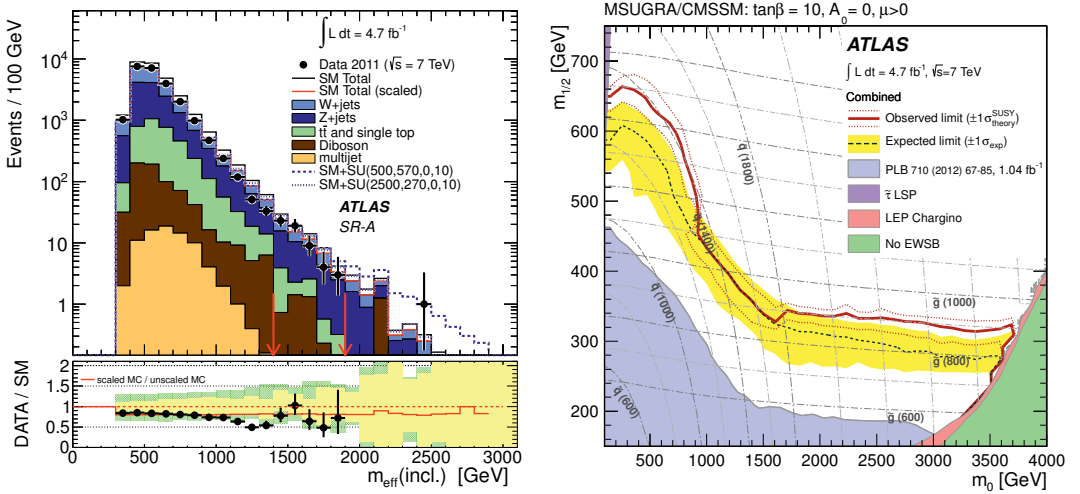 Events / 100 GeV
10⁴
10³
10²
10
1
∫ L dt = 4.7 fb⁻¹
Data 2011 (√s = 7 TeV)
SM Total
SM Total (scaled)
W+jets
Z+jets
tt̄ and single top
Diboson
multijet
SM+SU(500,570,0,10)
SM+SU(2500,270,0,10)
ATLAS
SR-A
DATA / SM
2
1.5
1
0.5
0
scaled MC / unscaled MC
0 500 1000 1500 2000 2500 3000
m_eff(incl.) [GeV]
MSUGRA/CMSSM: tanβ = 10, A₀ = 0, μ>0
m₁/₂ [GeV]
700
600
500
400
300
200
ATLAS
∫ L dt = 4.7 fb⁻¹, √s=7 TeV
Combined
Observed limit (±1σ^SUSY_theory)
Expected limit (±1σ_exp)
PLB 710 (2012) 67-85, 1.04 fb⁻¹
τ̃ LSP
LEP Chargino
No EWSB
q̃ (1800)
q̃ (1400)
q̃ (1000)
q̃ (600)
g̃ (1000)
g̃ (800)
g̃ (600)
500 1000 1500 2000 2500 3000 3500 4000
m₀ [GeV]